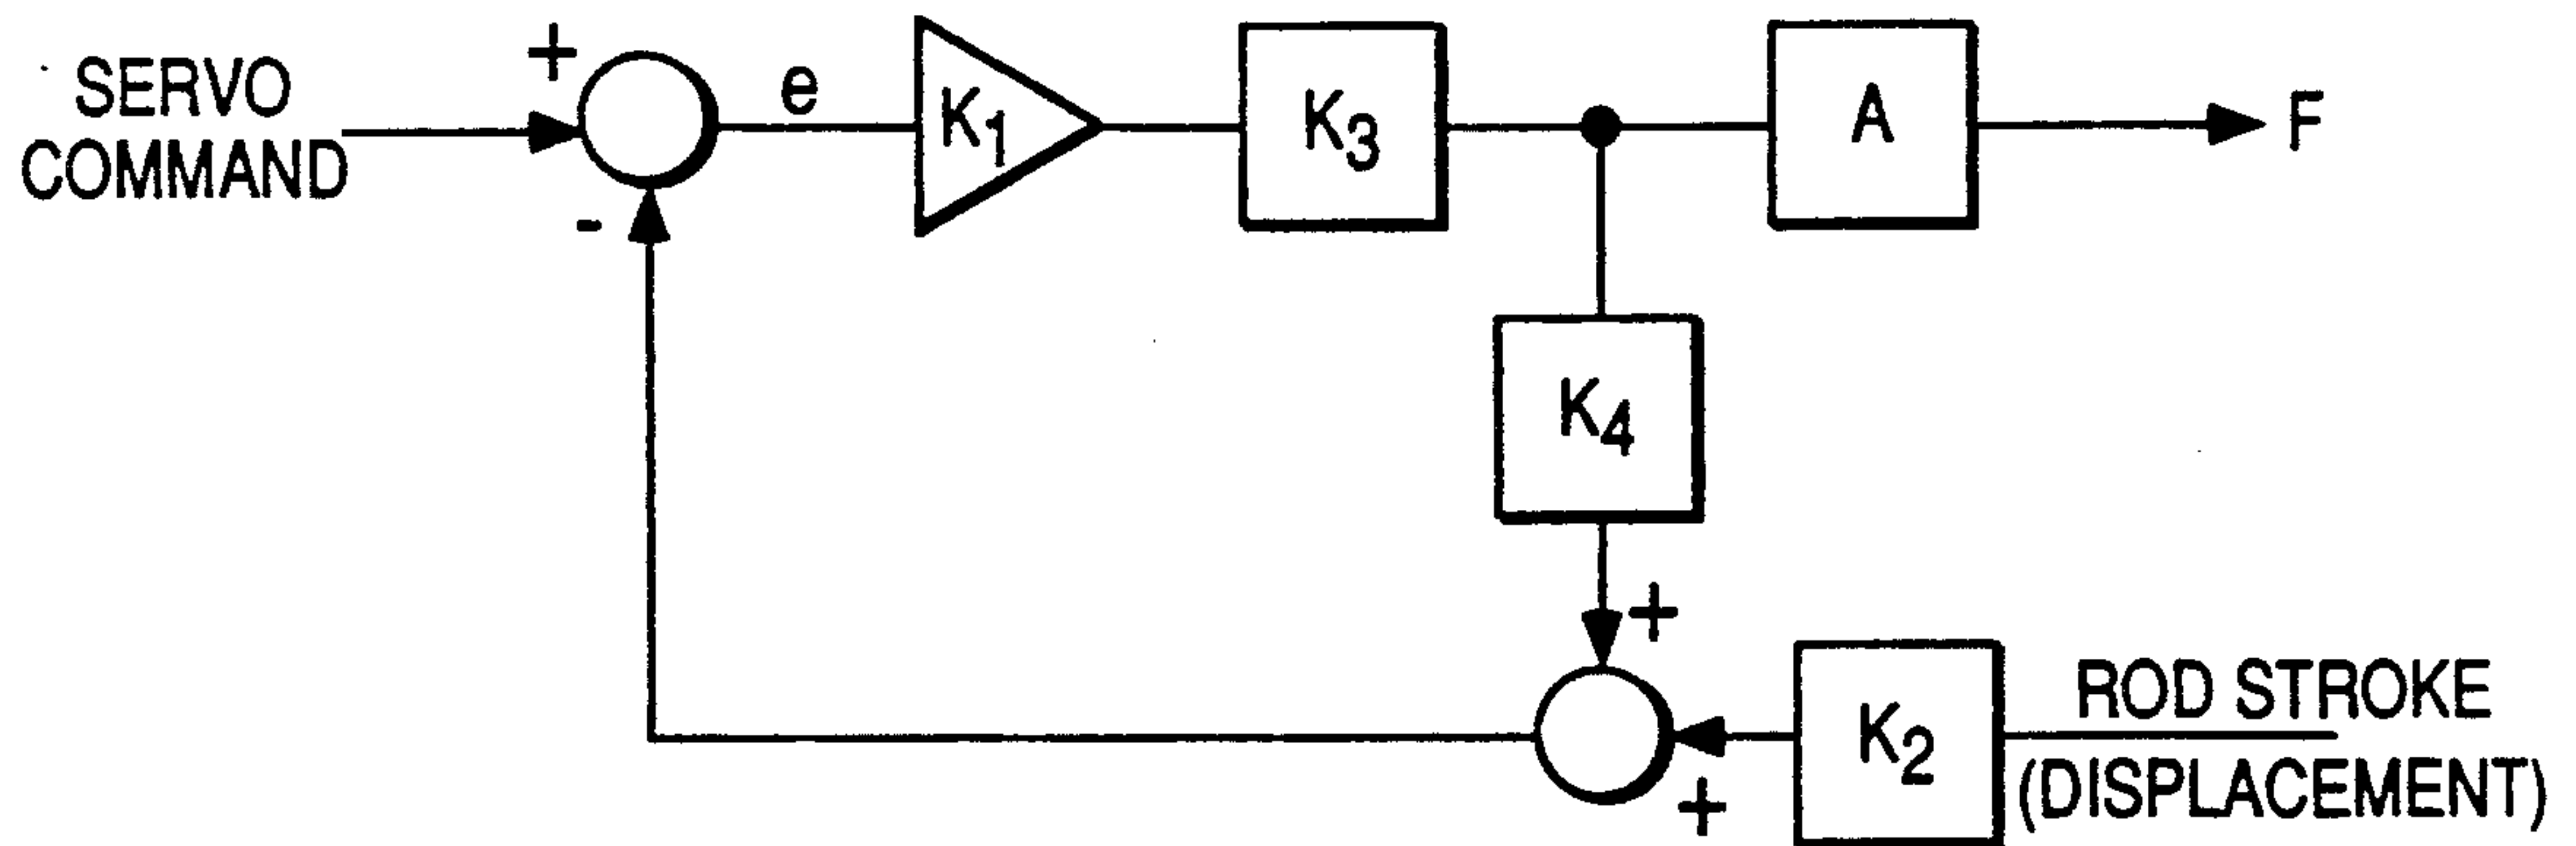 SERVO
COMMAND
+
-
e
K1
K3
A
F
K4
+
+
K2
ROD STROKE
(DISPLACEMENT)